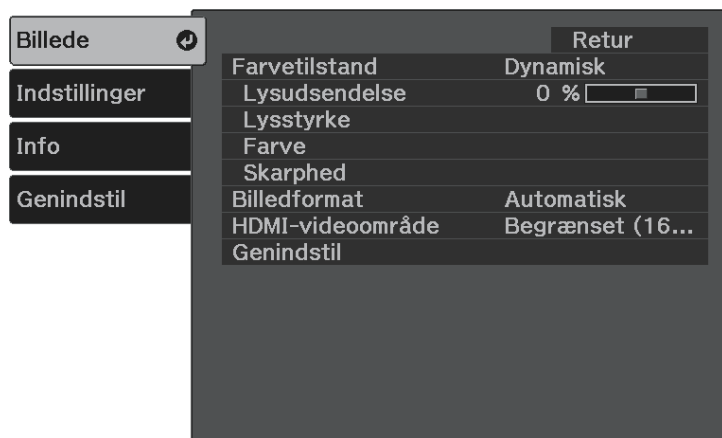 Billede
Indstillinger
Info
Genindstil
Retur
Farvetilstand Dynamisk
Lysudsendelse 0 %
Lysstyrke
Farve
Skarphed
Billedformat Automatisk
HDMI-videoområde Begrænset (16...
Genindstil